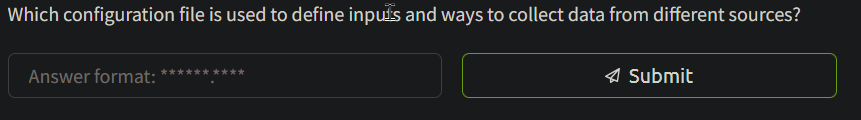 Which configuration file is used to define inputs and ways to collect data from different sources?
Answer format: ******.****
Submit